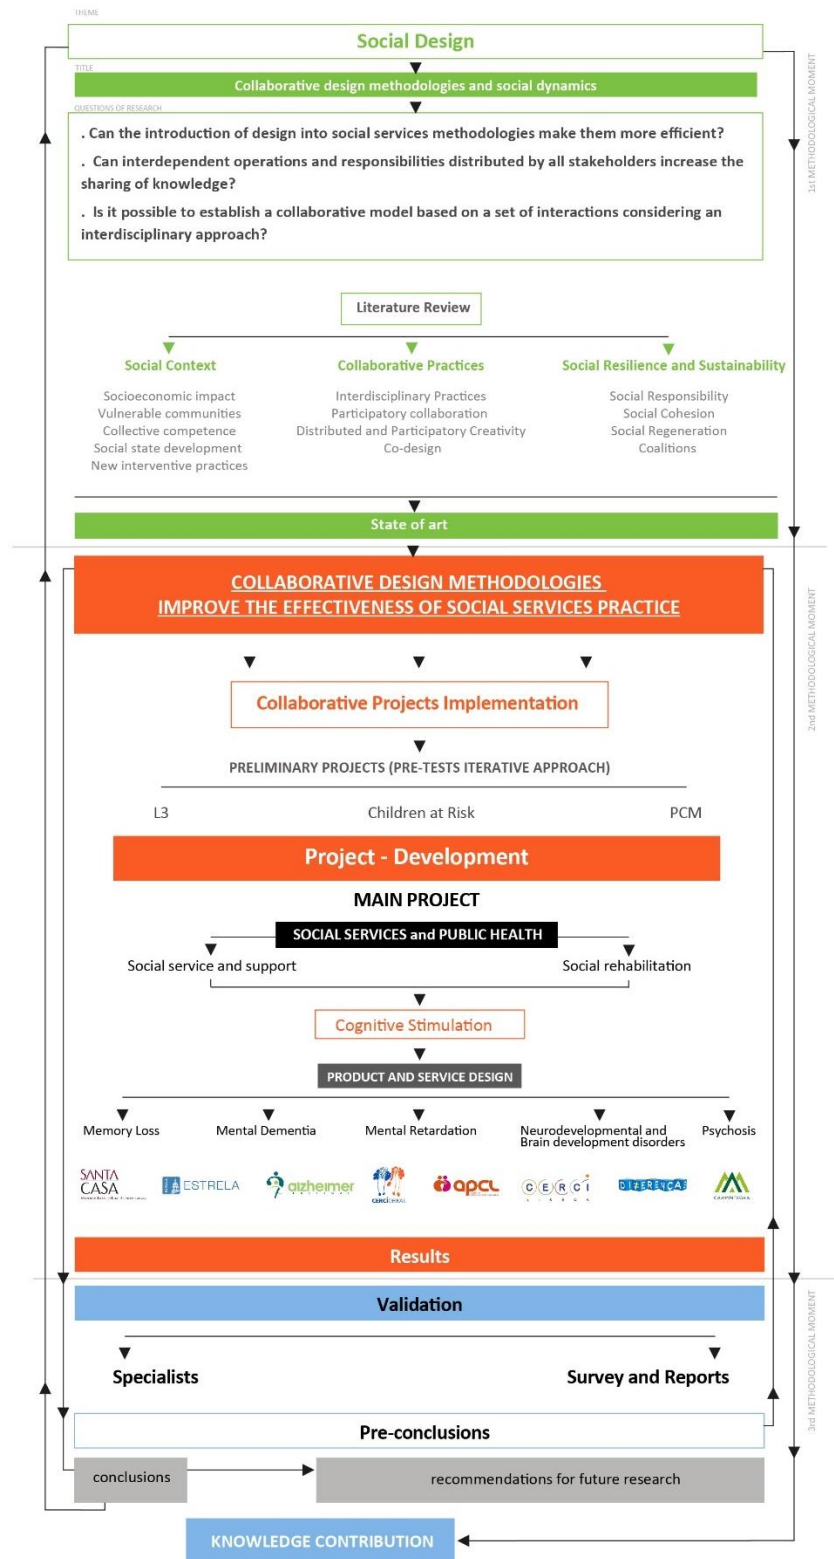 THEME
Social Design
TITLE
Collaborative design methodologies and social dynamics
QUESTIONS OF RESEARCH
. Can the introduction of design into social services methodologies make them more efficient?
. Can interdependent operations and responsibilities distributed by all stakeholders increase the
sharing of knowledge?
. Is it possible to establish a collaborative model based on a set of interactions considering an
interdisciplinary approach?
1st METHODOLOGICAL MOMENT
Literature Review
Social Context
Socioeconomic impact
Vulnerable communities
Collective competence
Social state development
New interventive practices
Collaborative Practices
Interdisciplinary Practices
Participatory collaboration
Distributed and Participatory Creativity
Co-design
Social Resilience and Sustainability
Social Responsibility
Social Cohesion
Social Regeneration
Coalitions
State of art
COLLABORATIVE DESIGN METHODOLOGIES
IMPROVE THE EFFECTIVENESS OF SOCIAL SERVICES PRACTICE
2nd METHODOLOGICAL MOMENT
Collaborative Projects Implementation
PRELIMINARY PROJECTS (PRE-TESTS ITERATIVE APPROACH)
L3
Children at Risk
PCM
Project - Development
MAIN PROJECT
SOCIAL SERVICES and PUBLIC HEALTH
Social service and support
Social rehabilitation
Cognitive Stimulation
PRODUCT AND SERVICE DESIGN
Memory Loss
Mental Dementia
Mental Retardation
Neurodevelopmental and
Brain development disorders
Psychosis
SANTA
CASA
ESTRELA
alzheimer
CERCI
apcl
CERCI
LISBOA
DIFERENÇAS
Results
Validation
Specialists
Survey and Reports
3rd METHODOLOGICAL MOMENT
Pre-conclusions
conclusions
recommendations for future research
KNOWLEDGE CONTRIBUTION